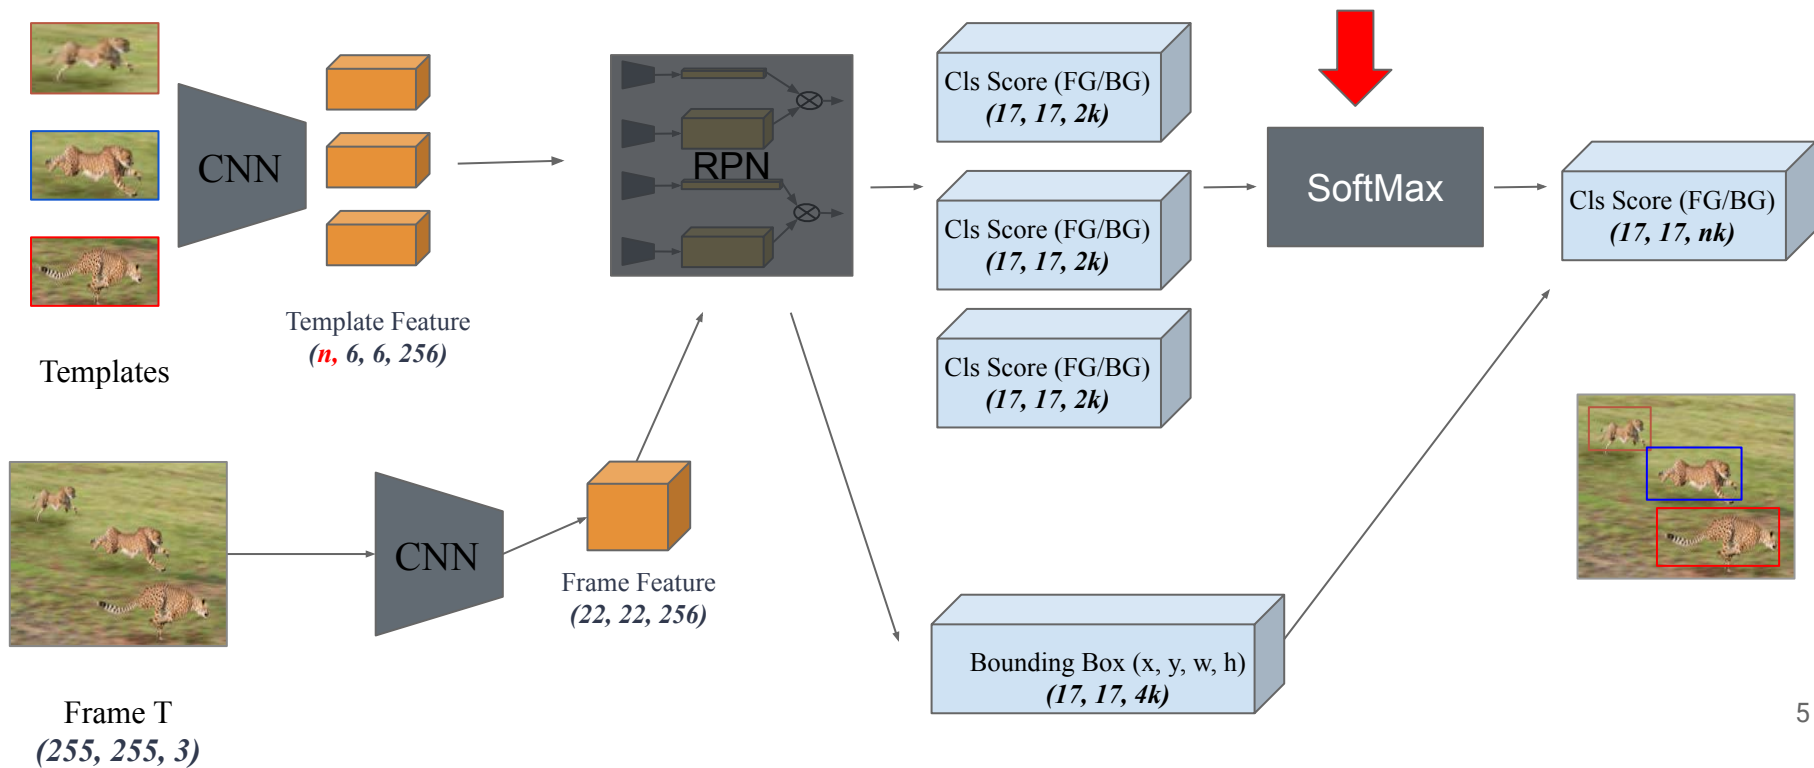 Templates
CNN
Template Feature
(n, 6, 6, 256)
RPN
Cls Score (FG/BG)
(17, 17, 2k)
Cls Score (FG/BG)
(17, 17, 2k)
Cls Score (FG/BG)
(17, 17, 2k)
SoftMax
Cls Score (FG/BG)
(17, 17, nk)
Frame T
(255, 255, 3)
CNN
Frame Feature
(22, 22, 256)
Bounding Box (x, y, w, h)
(17, 17, 4k)
5